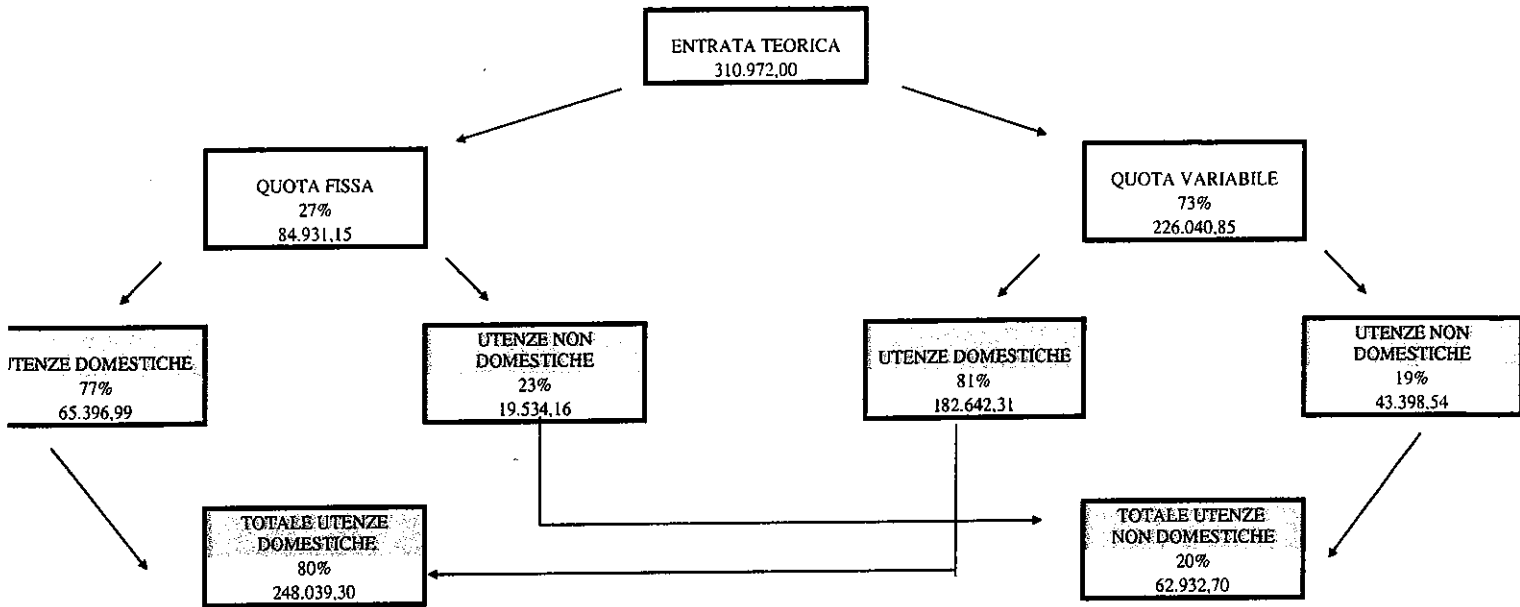 ENTRATA TEORICA
310.972,00
QUOTA FISSA
27%
84.931,15
QUOTA VARIABILE
73%
226.040,85
UTENZE DOMESTICHE
77%
65.396,99
UTENZE NON
DOMESTICHE
23%
19.534,16
UTENZE DOMESTICHE
81%
182.642,31
UTENZE NON
DOMESTICHE
19%
43.398,54
TOTALE UTENZE
DOMESTICHE
80%
248.039,30
TOTALE UTENZE
NON DOMESTICHE
20%
62.932,70